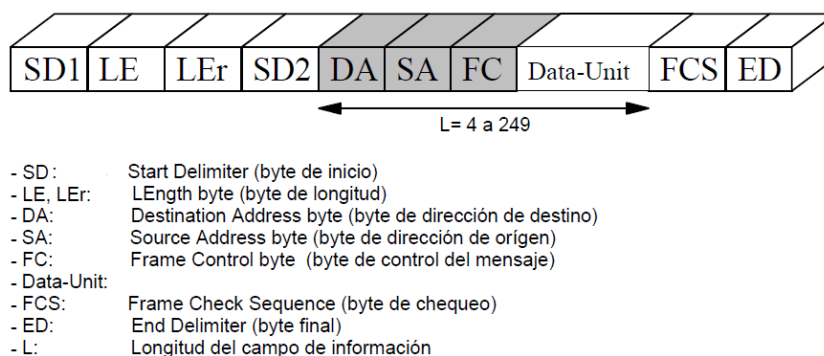 SD1 LE LEr SD2 DA SA FC Data-Unit FCS ED
L= 4 a 249
- SD: Start Delimiter (byte de inicio)
- LE, LEr: LEngth byte (byte de longitud)
- DA: Destination Address byte (byte de dirección de destino)
- SA: Source Address byte (byte de dirección de orígen)
- FC: Frame Control byte (byte de control del mensaje)
- Data-Unit:
- FCS: Frame Check Sequence (byte de chequeo)
- ED: End Delimiter (byte final)
- L: Longitud del campo de información